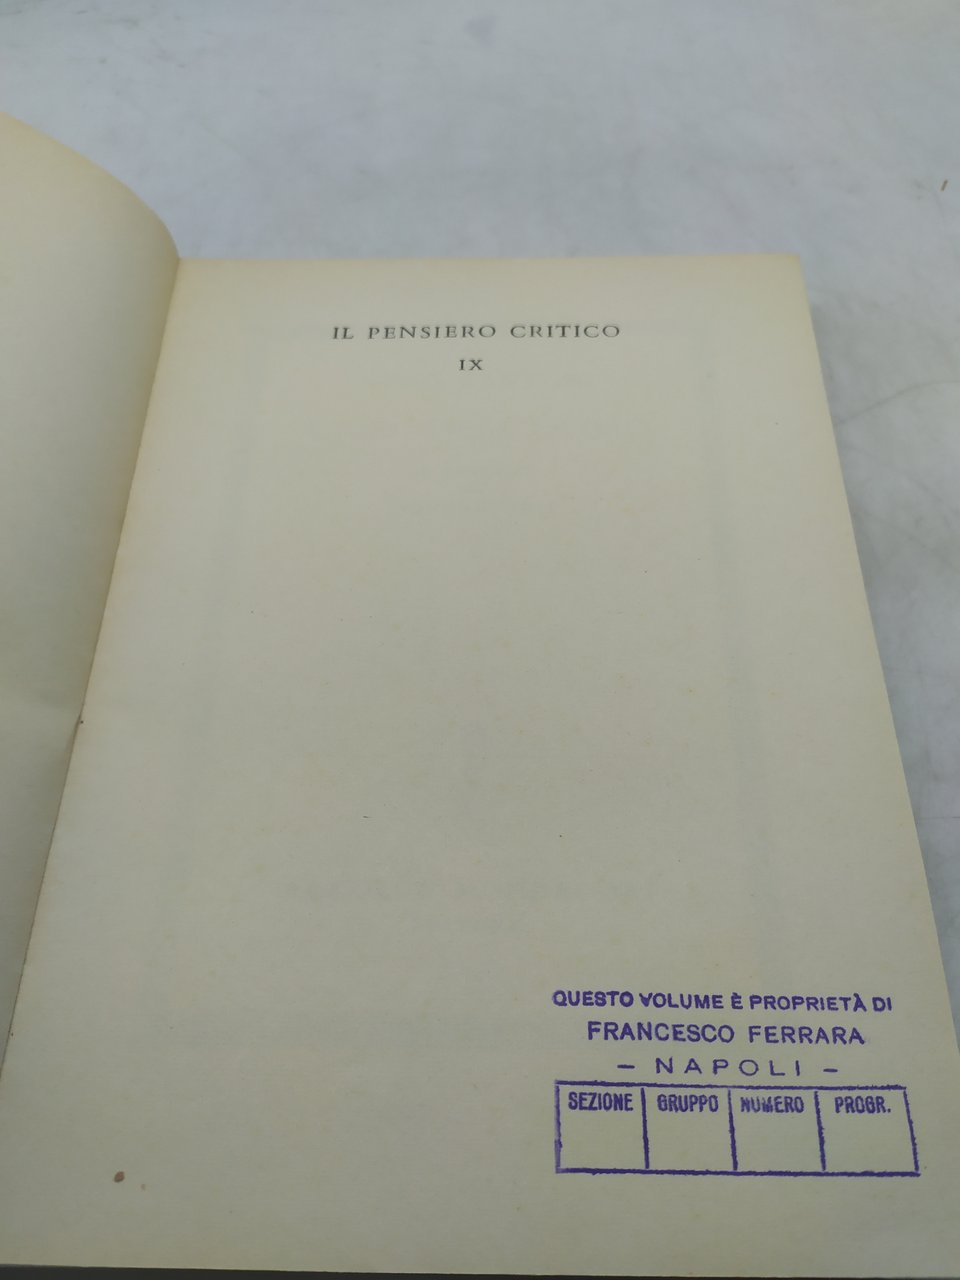 IL PENSIERO CRITICO
IX
QUESTO VOLUME È PROPRIETÀ DI
FRANCESCO FERRARA
– NAPOLI –
SEZIONE GRUPPO NUMERO PROGR.